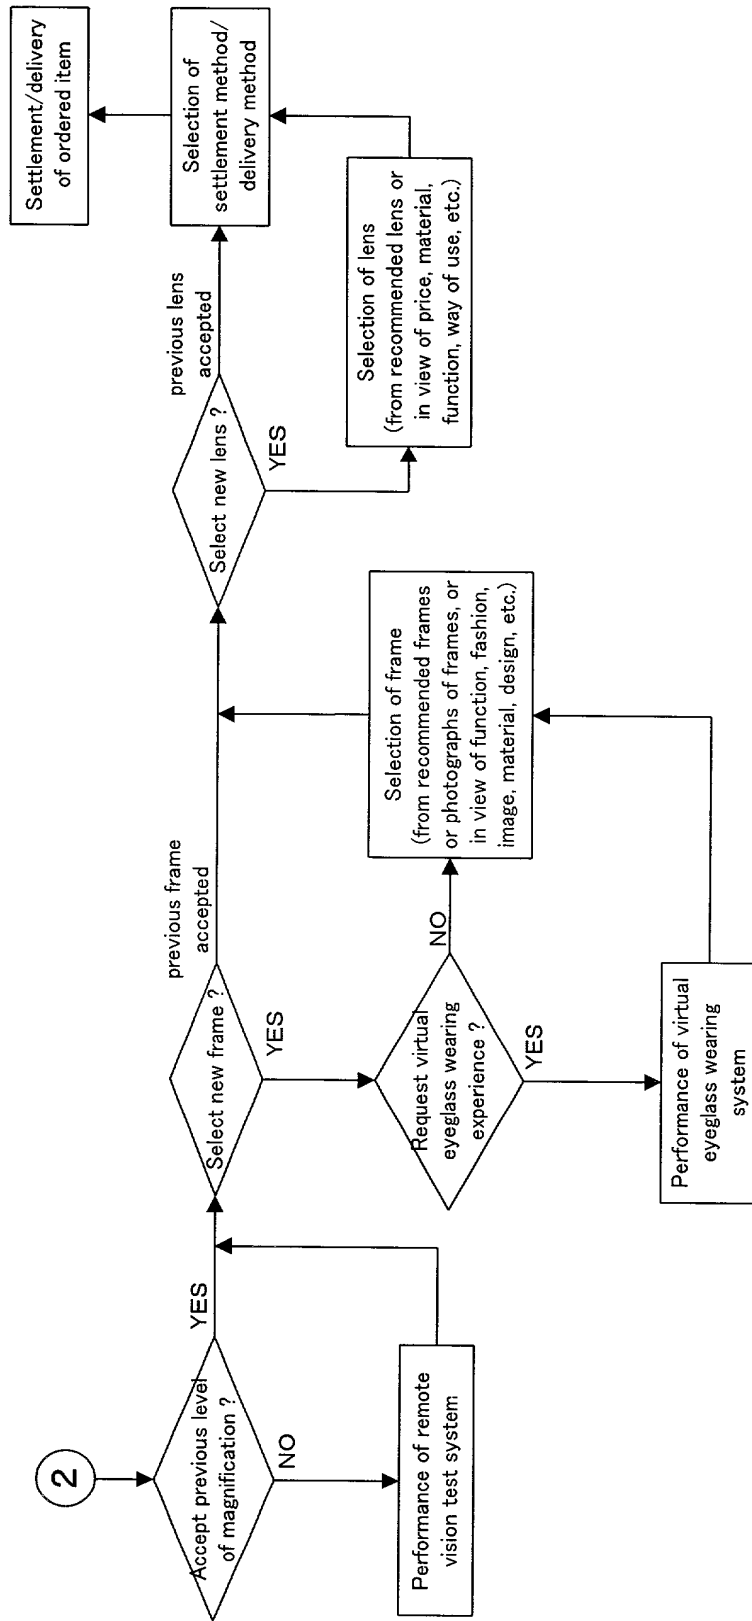 2
Accept previous level
of magnification ?
YES
NO
Performance of remote
vision test system
Select new frame ?
previous frame
accepted
YES
Request virtual
eyeglass wearing
experience ?
NO
YES
Performance of virtual
eyeglass wearing
system
Selection of frame
(from recommended frames
or photographs of frames, or
in view of function, fashion,
image, material, design, etc.)
Select new lens ?
previous lens
accepted
YES
Selection of lens
(from recommended lens or
in view of price, material,
function, way of use, etc.)
Selection of
settlement method/
delivery method
Settlement/delivery
of ordered item